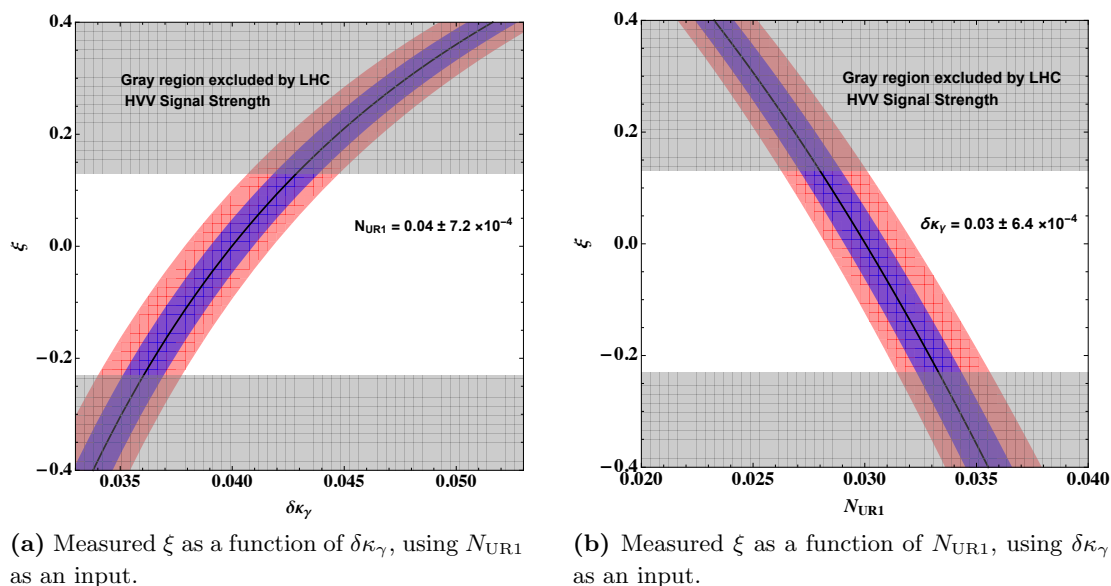 0.4
0.2
0.0
−0.2
−0.4
ξ
Gray region excluded by LHC
HVV Signal Strength
N_UR1 = 0.04 ± 7.2 ×10⁻⁴
0.035 0.040 0.045 0.050
δκ_γ
(a) Measured ξ as a function of δκ_γ, using N_UR1
as an input.
0.4
0.2
0.0
−0.2
−0.4
ξ
Gray region excluded by LHC
HVV Signal Strength
δκ_γ = 0.03 ± 6.4 ×10⁻⁴
0.020 0.025 0.030 0.035 0.040
N_UR1
(b) Measured ξ as a function of N_UR1, using δκ_γ
as an input.